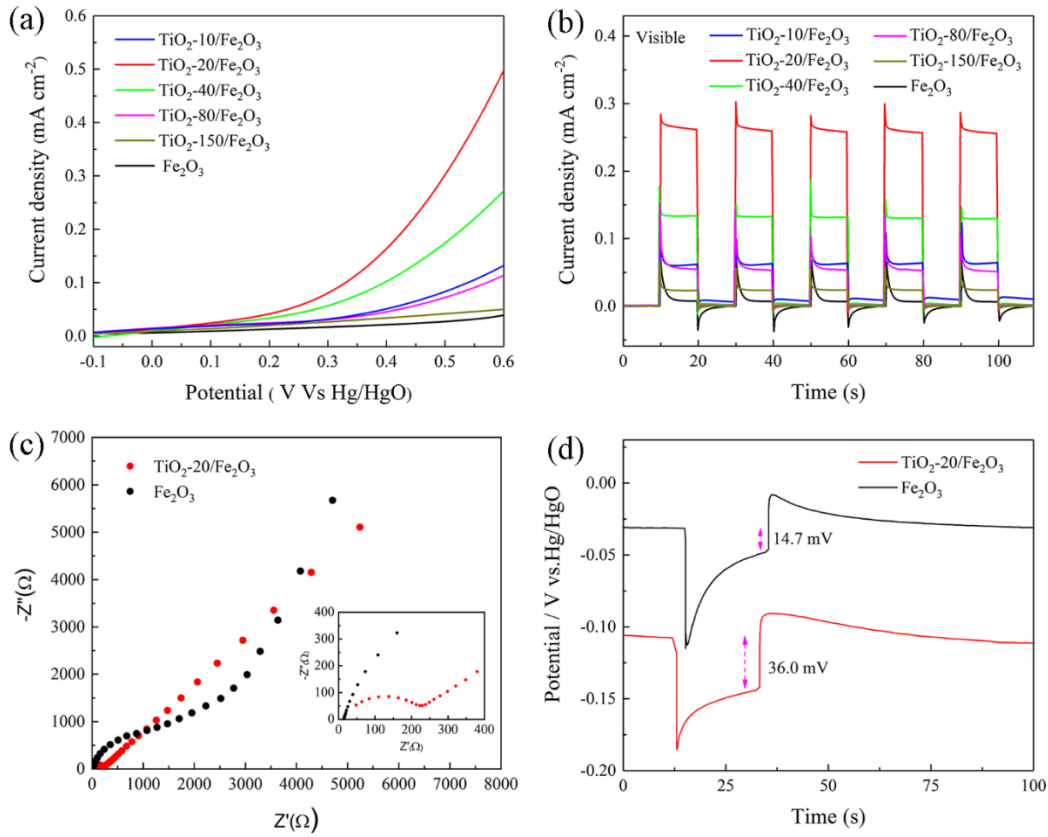 (a)
TiO₂-10/Fe₂O₃
TiO₂-20/Fe₂O₃
TiO₂-40/Fe₂O₃
TiO₂-80/Fe₂O₃
TiO₂-150/Fe₂O₃
Fe₂O₃
Current density (mA cm⁻²)
0.6
0.5
0.4
0.3
0.2
0.1
0.0
-0.1 0.0 0.1 0.2 0.3 0.4 0.5 0.6
Potential ( V Vs Hg/HgO)
(b)
Visible
TiO₂-10/Fe₂O₃ TiO₂-80/Fe₂O₃
TiO₂-20/Fe₂O₃ TiO₂-150/Fe₂O₃
TiO₂-40/Fe₂O₃ Fe₂O₃
Current density (mA cm⁻²)
0.4
0.3
0.2
0.1
0.0
0 20 40 60 80 100
Time (s)
(c)
TiO₂-20/Fe₂O₃
Fe₂O₃
-Z''(Ω)
7000
6000
5000
4000
3000
2000
1000
0
0 1000 2000 3000 4000 5000 6000 7000 8000
Z'(Ω)
-Z''(Ω)
400
300
200
100
0
0 100 200 300 400
Z'(Ω)
(d)
TiO₂-20/Fe₂O₃
Fe₂O₃
Potential / V vs.Hg/HgO
0.00
-0.05
-0.10
-0.15
-0.20
14.7 mV
36.0 mV
0 25 50 75 100
Time (s)